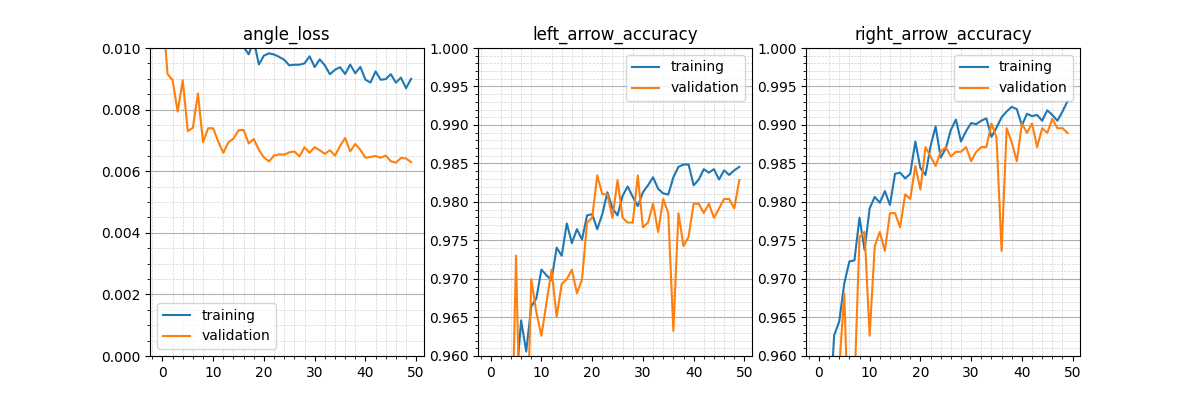 angle_loss
0.010
0.008
0.006
0.004
0.002
0.000
0 10 20 30 40 50
training
validation
left_arrow_accuracy
1.000
0.995
0.990
0.985
0.980
0.975
0.970
0.965
0.960
0 10 20 30 40 50
training
validation
right_arrow_accuracy
1.000
0.995
0.990
0.985
0.980
0.975
0.970
0.965
0.960
0 10 20 30 40 50
training
validation